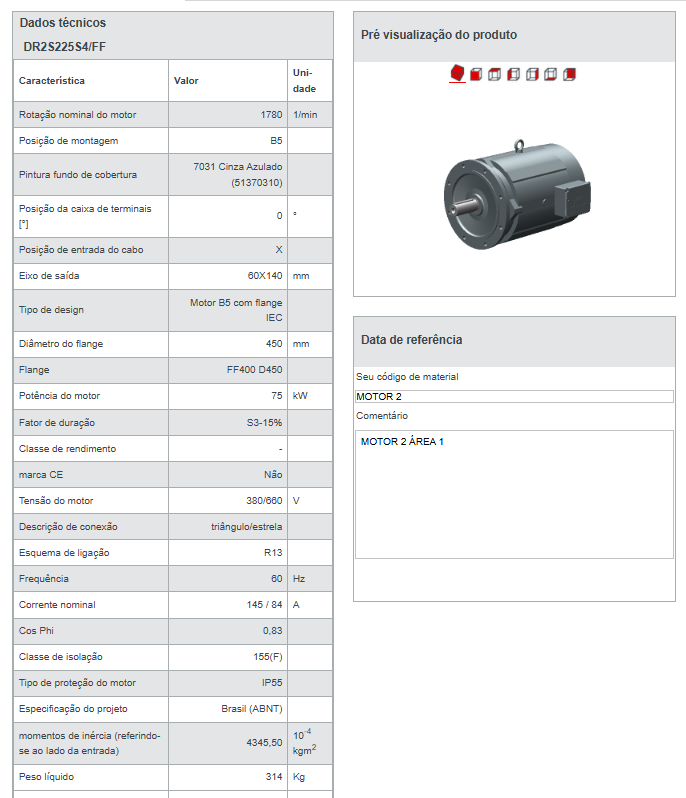 Dados técnicos
DR2S225S4/FF
Característica Valor Uni-
dade
Rotação nominal do motor 1780 1/min
Posição de montagem B5
Pintura fundo de cobertura 7031 Cinza Azulado
(51370310)
Posição da caixa de terminais
[°] 0 °
Posição de entrada do cabo X
Eixo de saída 60X140 mm
Tipo de design Motor B5 com flange
IEC
Diâmetro do flange 450 mm
Flange FF400 D450
Potência do motor 75 kW
Fator de duração S3-15%
Classe de rendimento -
marca CE Não
Tensão do motor 380/660 V
Descrição de conexão triângulo/estrela
Esquema de ligação R13
Frequência 60 Hz
Corrente nominal 145 / 84 A
Cos Phi 0,83
Classe de isolação 155(F)
Tipo de proteção do motor IP55
Especificação do projeto Brasil (ABNT)
momentos de inércia (referindo-
se ao lado da entrada) 4345,50 10-4
kgm2
Peso líquido 314 Kg
Pré visualização do produto
Data de referência
Seu código de material
MOTOR 2
Comentário
MOTOR 2 ÁREA 1